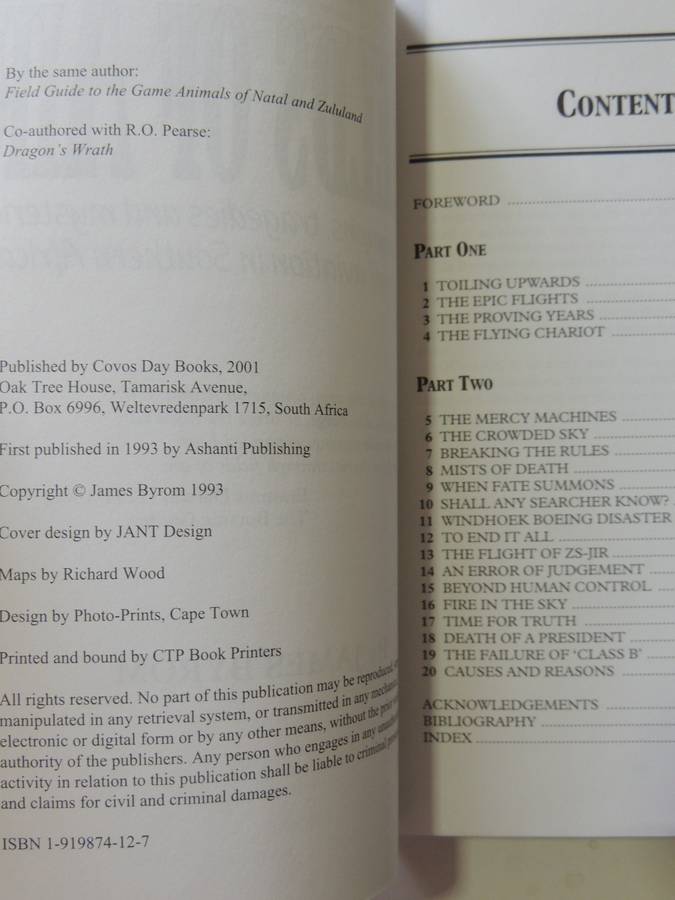 By the same author:
Field Guide to the Game Animals of Natal and Zululand
Co-authored with R.O. Pearse:
Dragon's Wrath
Published by Covos Day Books, 2001
Oak Tree House, Tamarisk Avenue,
P.O. Box 6996, Weltevredenpark 1715, South Africa
First published in 1993 by Ashanti Publishing
Copyright © James Byrom 1993
Cover design by JANT Design
Maps by Richard Wood
Design by Photo-Prints, Cape Town
Printed and bound by CTP Book Printers
All rights reserved. No part of this publication may be reproduced,
manipulated in any retrieval system, or transmitted in any
electronic or digital form or by any other means, without the prior
authority of the publishers. Any person who engages in any
activity in relation to this publication shall be liable to criminal
and claims for civil and criminal damages.
ISBN 1-919874-12-7
CONTENT
FOREWORD
PART ONE
1 TOILING UPWARDS
2 THE EPIC FLIGHTS
3 THE PROVING YEARS
4 THE FLYING CHARIOT
PART TWO
5 THE MERCY MACHINES
6 THE CROWDED SKY
7 BREAKING THE RULES
8 MISTS OF DEATH
9 WHEN FATE SUMMONS
10 SHALL ANY SEARCHER KNOW?
11 WINDHOEK BOEING DISASTER
12 TO END IT ALL
13 THE FLIGHT OF ZS-JIR
14 AN ERROR OF JUDGEMENT
15 BEYOND HUMAN CONTROL
16 FIRE IN THE SKY
17 TIME FOR TRUTH
18 DEATH OF A PRESIDENT
19 THE FAILURE OF 'CLASS B'
20 CAUSES AND REASONS
ACKNOWLEDGEMENTS
BIBLIOGRAPHY
INDEX